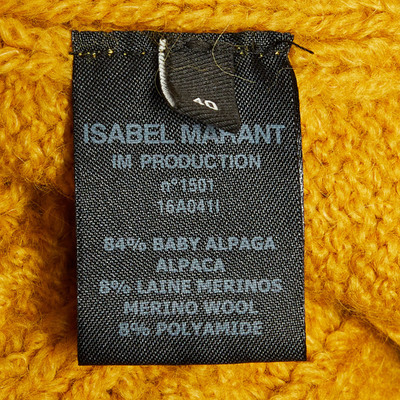 40
ISABEL MARANT
IM PRODUCTION
n°1501
16A041I
84% BABY ALPAGA
ALPACA
8% LAINE MERINOS
MERINO WOOL
8% POLYAMIDE